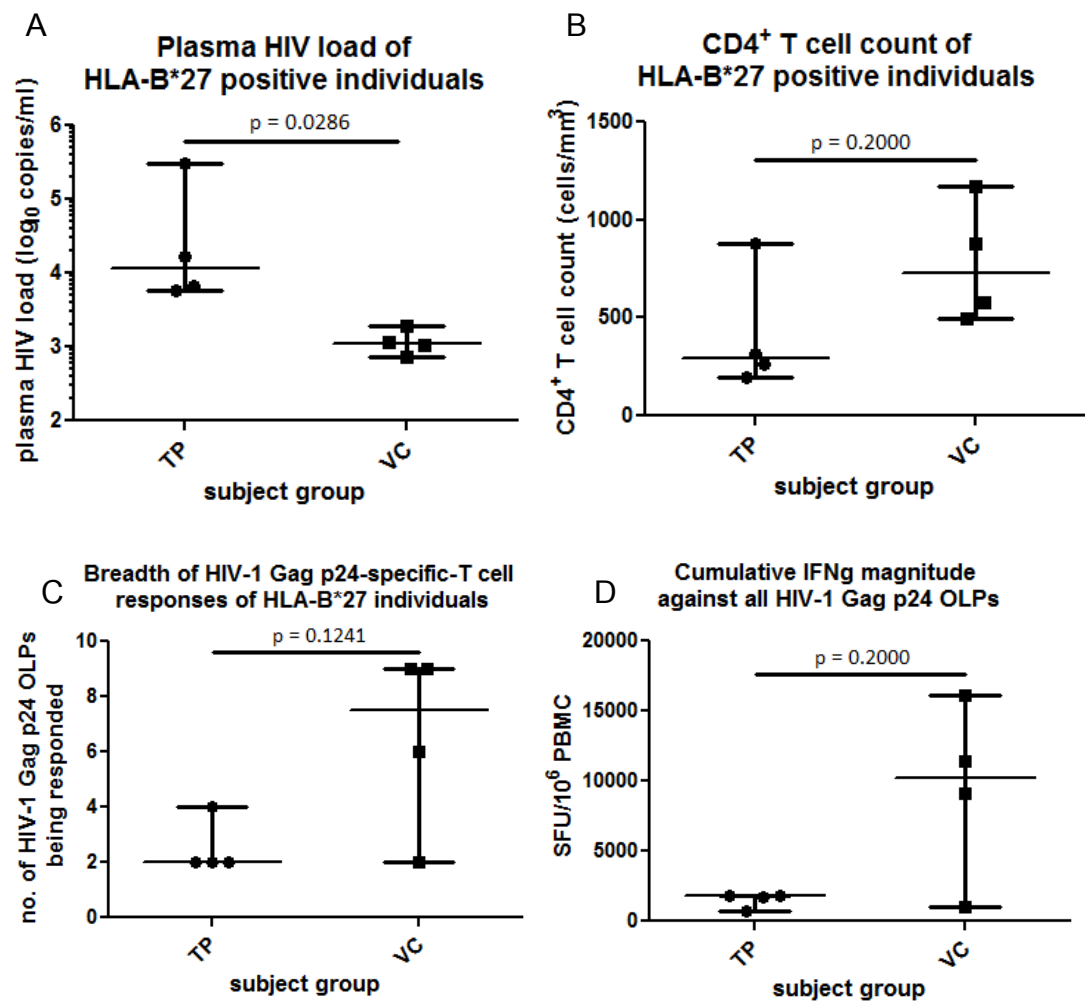 A
Plasma HIV load of
HLA-B*27 positive individuals
plasma HIV load (log10 copies/ml)
6
5
4
3
2
p = 0.0286
TP
VC
subject group
B
CD4+ T cell count of
HLA-B*27 positive individuals
CD4+ T cell count (cells/mm3)
1500
1000
500
0
p = 0.2000
TP
VC
subject group
C
Breadth of HIV-1 Gag p24-specific-T cell
responses of HLA-B*27 individuals
no. of HIV-1 Gag p24 OLPs
being responded
10
8
6
4
2
0
p = 0.1241
TP
VC
subject group
D
Cumulative IFNg magnitude
against all HIV-1 Gag p24 OLPs
SFU/10^6 PBMC
20000
15000
10000
5000
0
p = 0.2000
TP
VC
subject group